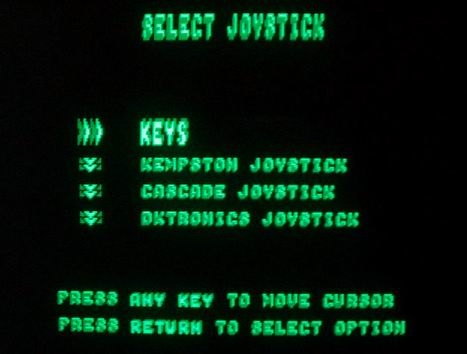 SELECT JOYSTICK
KEYS
KEMPSTON JOYSTICK
CASCADE JOYSTICK
DKTRONICS JOYSTICK
PRESS ANY KEY TO MOVE CURSOR
PRESS RETURN TO SELECT OPTION